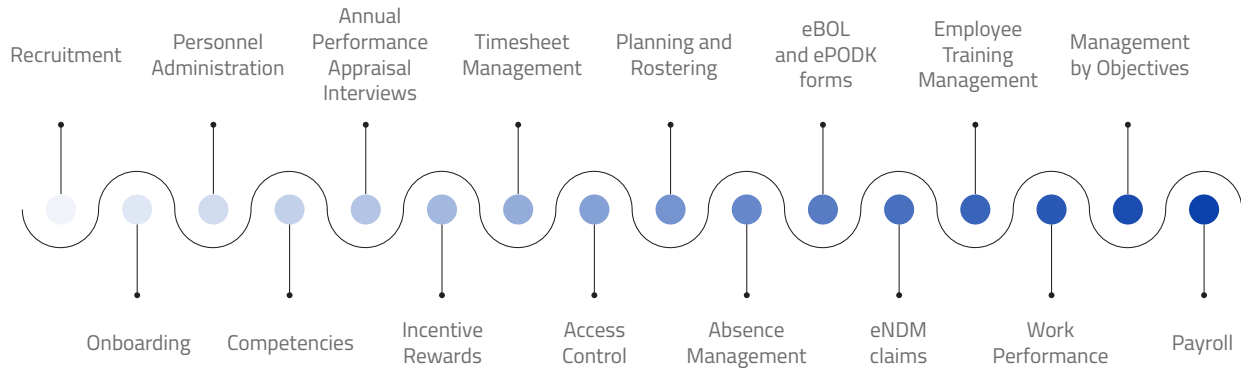 Recruitment
Personnel
Administration
Annual
Performance
Appraisal
Interviews
Timesheet
Management
Planning and
Rostering
eBOL
and ePODK
forms
Employee
Training
Management
Management
by Objectives
Onboarding
Competencies
Incentive
Rewards
Access
Control
Absence
Management
eNDM
claims
Work
Performance
Payroll